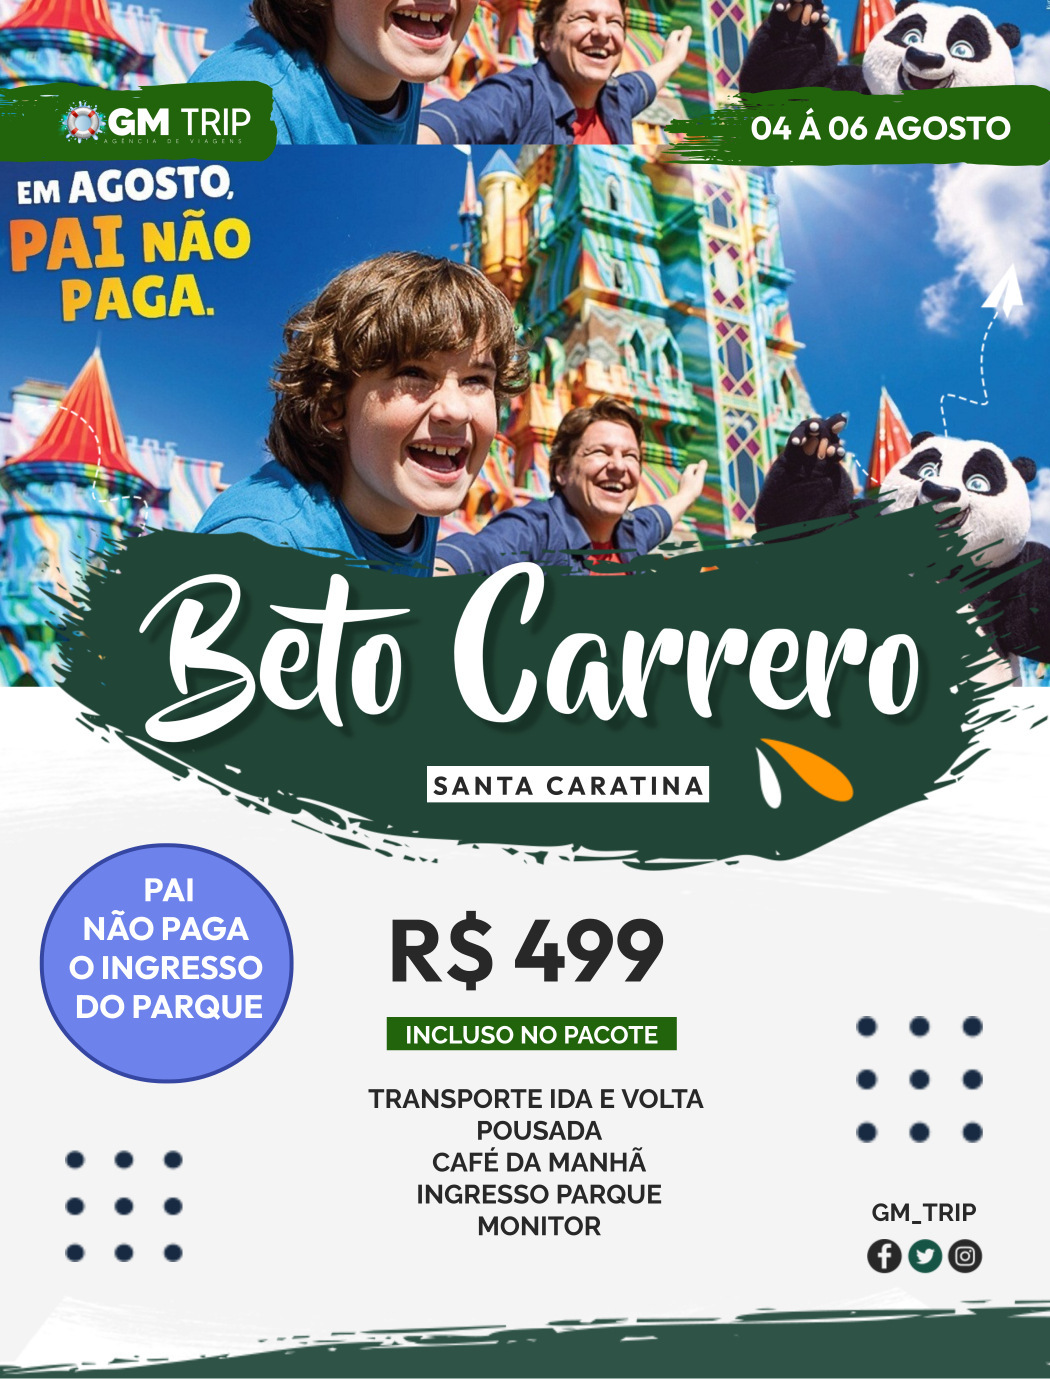 GM TRIP
AGÊNCIA DE VIAGENS
04 Á 06 AGOSTO
EM AGOSTO,
PAI NÃO
PAGA.
Beto Carrero
SANTA CARATINA
PAI
NÃO PAGA
O INGRESSO
DO PARQUE
R$ 499
INCLUSO NO PACOTE
TRANSPORTE IDA E VOLTA
POUSADA
CAFÉ DA MANHÃ
INGRESSO PARQUE
MONITOR
GM_TRIP